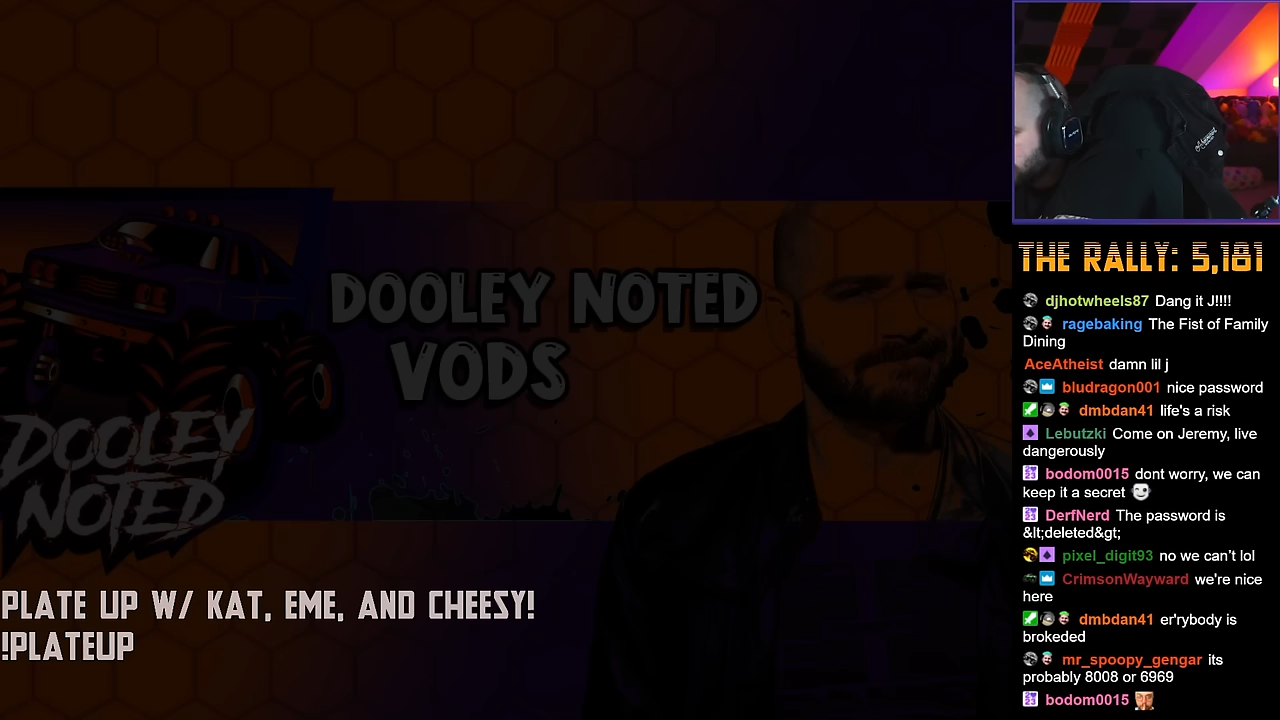 THE RALLY: 5,181
djhotwheels87 Dang it J!!!!
ragebaking The Fist of Family
Dining
AceAtheist damn lil j
bludragon001 nice password
dmbdan41 life's a risk
Lebutzki Come on Jeremy, live
dangerously
bodom0015 dont worry, we can
keep it a secret
DerfNerd The password is
&lt;deleted&gt;
pixel_digit93 no we can't lol
CrimsonWayward we're nice
here
dmbdan41 er'rybody is
brokeded
mr_spoopy_gengar its
probably 8008 or 6969
bodom0015
DOOLEY NOTED
VODS
DOOLEY
NOTED
PLATE UP W/ KAT, EME, AND CHEESY!
!PLATEUP